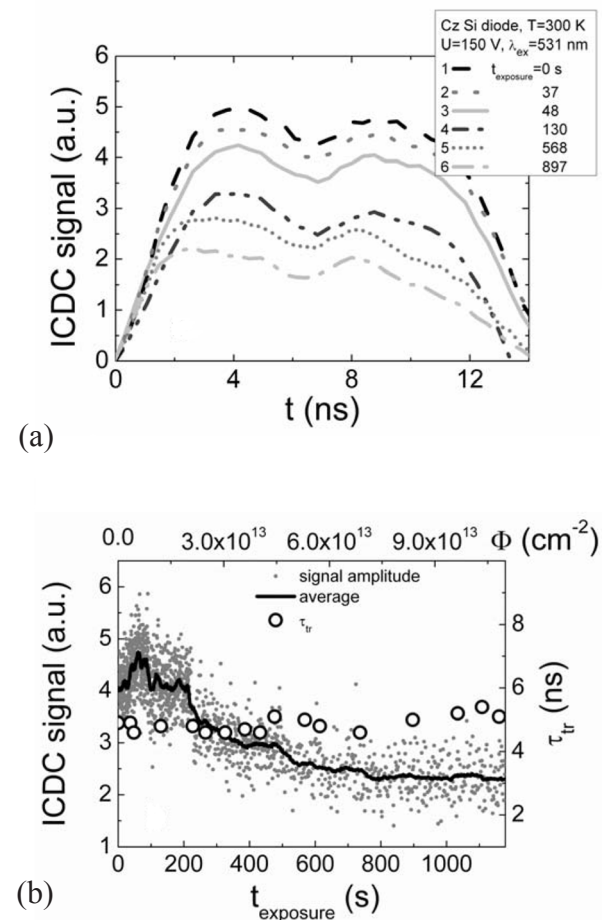 Cz Si diode, T=300 K
U=150 V, λex=531 nm
1 t_exposure=0 s
2 37
3 48
4 130
5 568
6 897
ICDC signal (a.u.)
6
5
4
3
2
1
0
0 4 8 12
t (ns)
(a)
0.0 3.0x10^13 6.0x10^13 9.0x10^13 Φ (cm^-2)
signal amplitude
average
τtr
ICDC signal (a.u.)
6
5
4
3
2
1
8
6
4
2
τtr (ns)
0 200 400 600 800 1000
t_exposure (s)
(b)